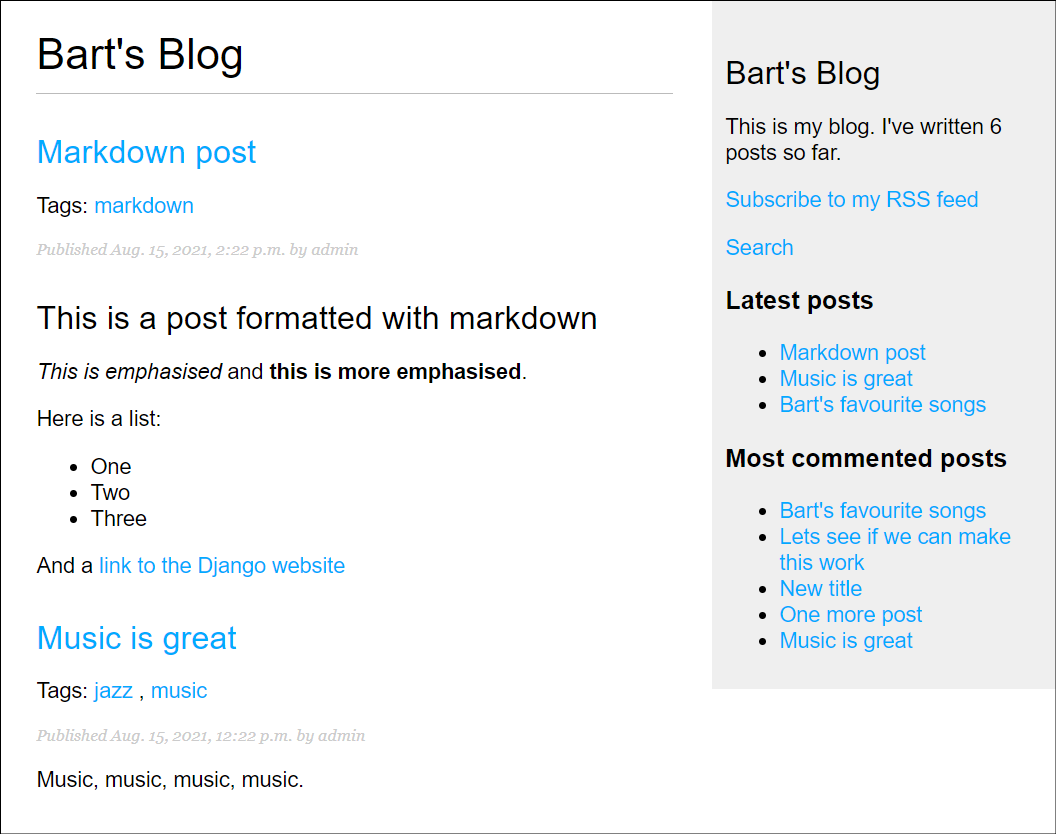 Bart's Blog
Markdown post
Tags: markdown
Published Aug. 15, 2021, 2:22 p.m. by admin
This is a post formatted with markdown
This is emphasised and this is more emphasised.
Here is a list:
One
Two
Three
And a link to the Django website
Music is great
Tags: jazz , music
Published Aug. 15, 2021, 12:22 p.m. by admin
Music, music, music, music.
Bart's Blog
This is my blog. I've written 6
posts so far.
Subscribe to my RSS feed
Search
Latest posts
Markdown post
Music is great
Bart's favourite songs
Most commented posts
Bart's favourite songs
Lets see if we can make
this work
New title
One more post
Music is great